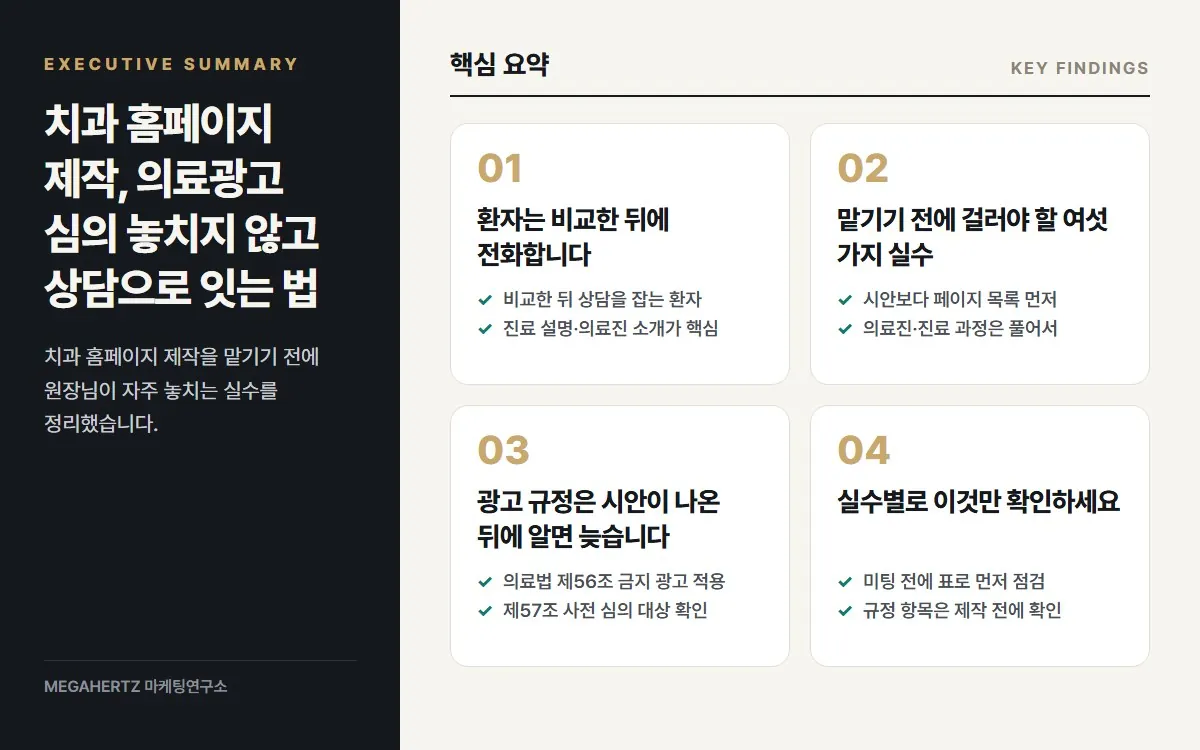 EXECUTIVE SUMMARY
치과 홈페이지
제작, 의료광고
심의 놓치지 않고
상담으로 잇는 법
치과 홈페이지 제작을 맡기기 전에
원장님이 자주 놓치는 실수를
정리했습니다.
MEGAHERTZ 마케팅연구소
핵심 요약
KEY FINDINGS
01
환자는 비교한 뒤에
전화합니다
비교한 뒤 상담을 잡는 환자
진료 설명·의료진 소개가 핵심
02
맡기기 전에 걸러야 할 여섯
가지 실수
시안보다 페이지 목록 먼저
의료진·진료 과정은 풀어서
03
광고 규정은 시안이 나온
뒤에 알면 늦습니다
의료법 제56조 금지 광고 적용
제57조 사전 심의 대상 확인
04
실수별로 이것만 확인하세요
미팅 전에 표로 먼저 점검
규정 항목은 제작 전에 확인